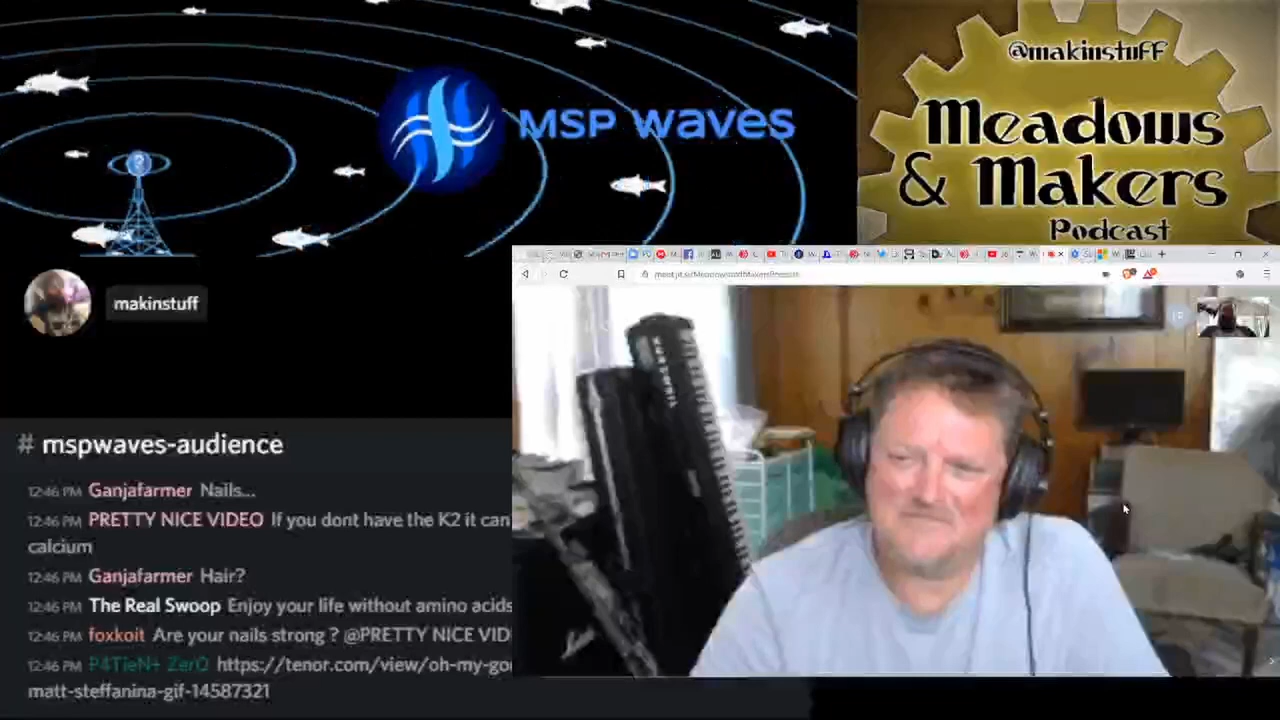 MSP waves
@makinstuff
Meadows
& Makers
Podcast
makinstuff
# mspwaves-audience
12:46 PM Ganjafarmer Nails...
12:46 PM PRETTY NICE VIDEO If you dont have the K2 it can
calcium
12:46 PM Ganjafarmer Hair?
12:46 PM The Real Swoop Enjoy your life without amino acids
12:46 PM foxkoit Are your nails strong ? @PRETTY NICE VID
12:46 PM P4TieN+ ZerO https://tenor.com/view/oh-my-go
matt-steffanina-gif-14587321